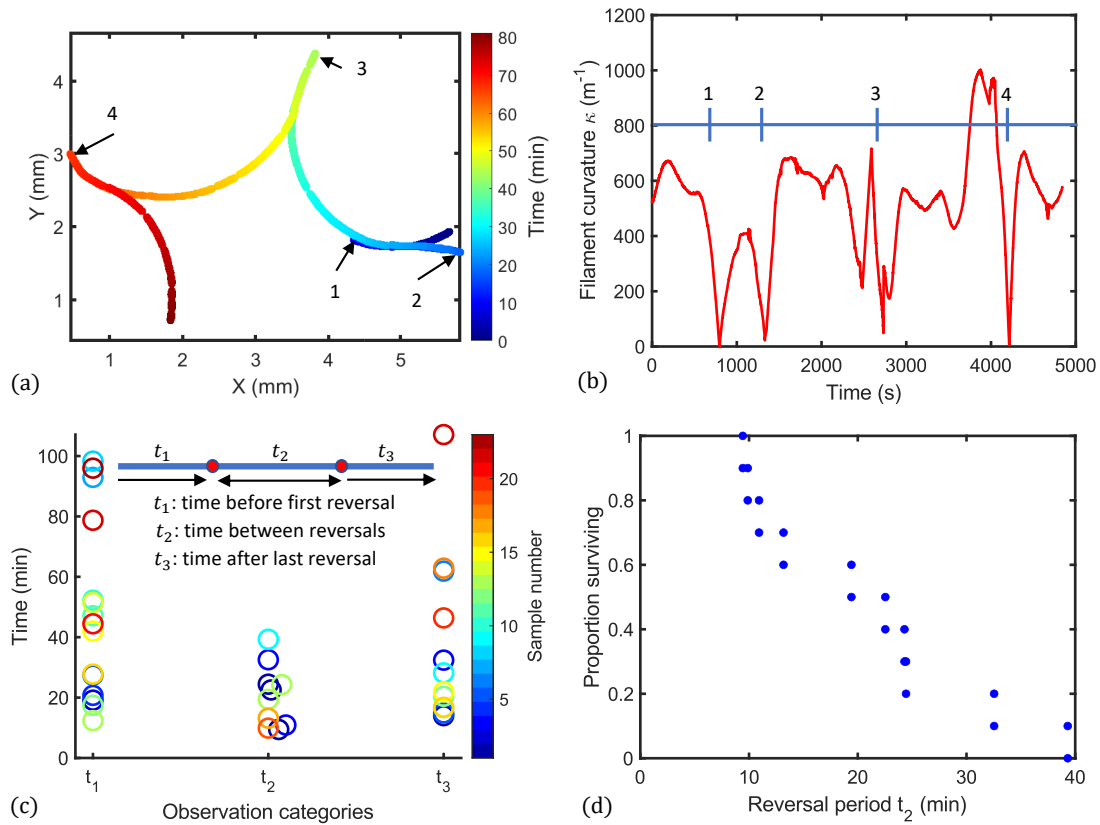 4
3
2
1
Y (mm)
1
2
3
4
5
X (mm)
4
3
1
2
80
70
60
50
40
30
20
10
0
Time (min)
(a)
1200
1000
800
600
400
200
0
Filament curvature κ (m⁻¹)
1
2
3
4
0
1000
2000
3000
4000
5000
Time (s)
(b)
100
80
60
40
20
0
Time (min)
t₁
t₂
t₃
t₁: time before first reversal
t₂: time between reversals
t₃: time after last reversal
t₁
t₂
t₃
Observation categories
20
15
10
5
Sample number
(c)
1
0.8
0.6
0.4
0.2
0
Proportion surviving
0
10
20
30
40
Reversal period t₂ (min)
(d)